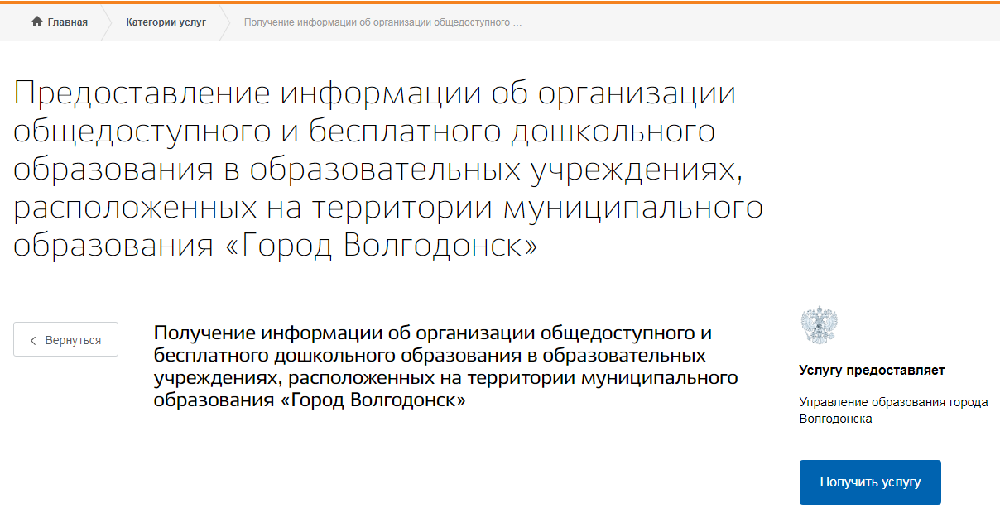 Главная Категории услуг Получение информации об организации общедоступного ...
Предоставление информации об организации
общедоступного и бесплатного дошкольного
образования в образовательных учреждениях,
расположенных на территории муниципального
образования «Город Волгодонск»
Вернуться
Получение информации об организации общедоступного и
бесплатного дошкольного образования в образовательных
учреждениях, расположенных на территории муниципального
образования «Город Волгодонск»
Услугу предоставляет
Управление образования города
Волгодонска
Получить услугу